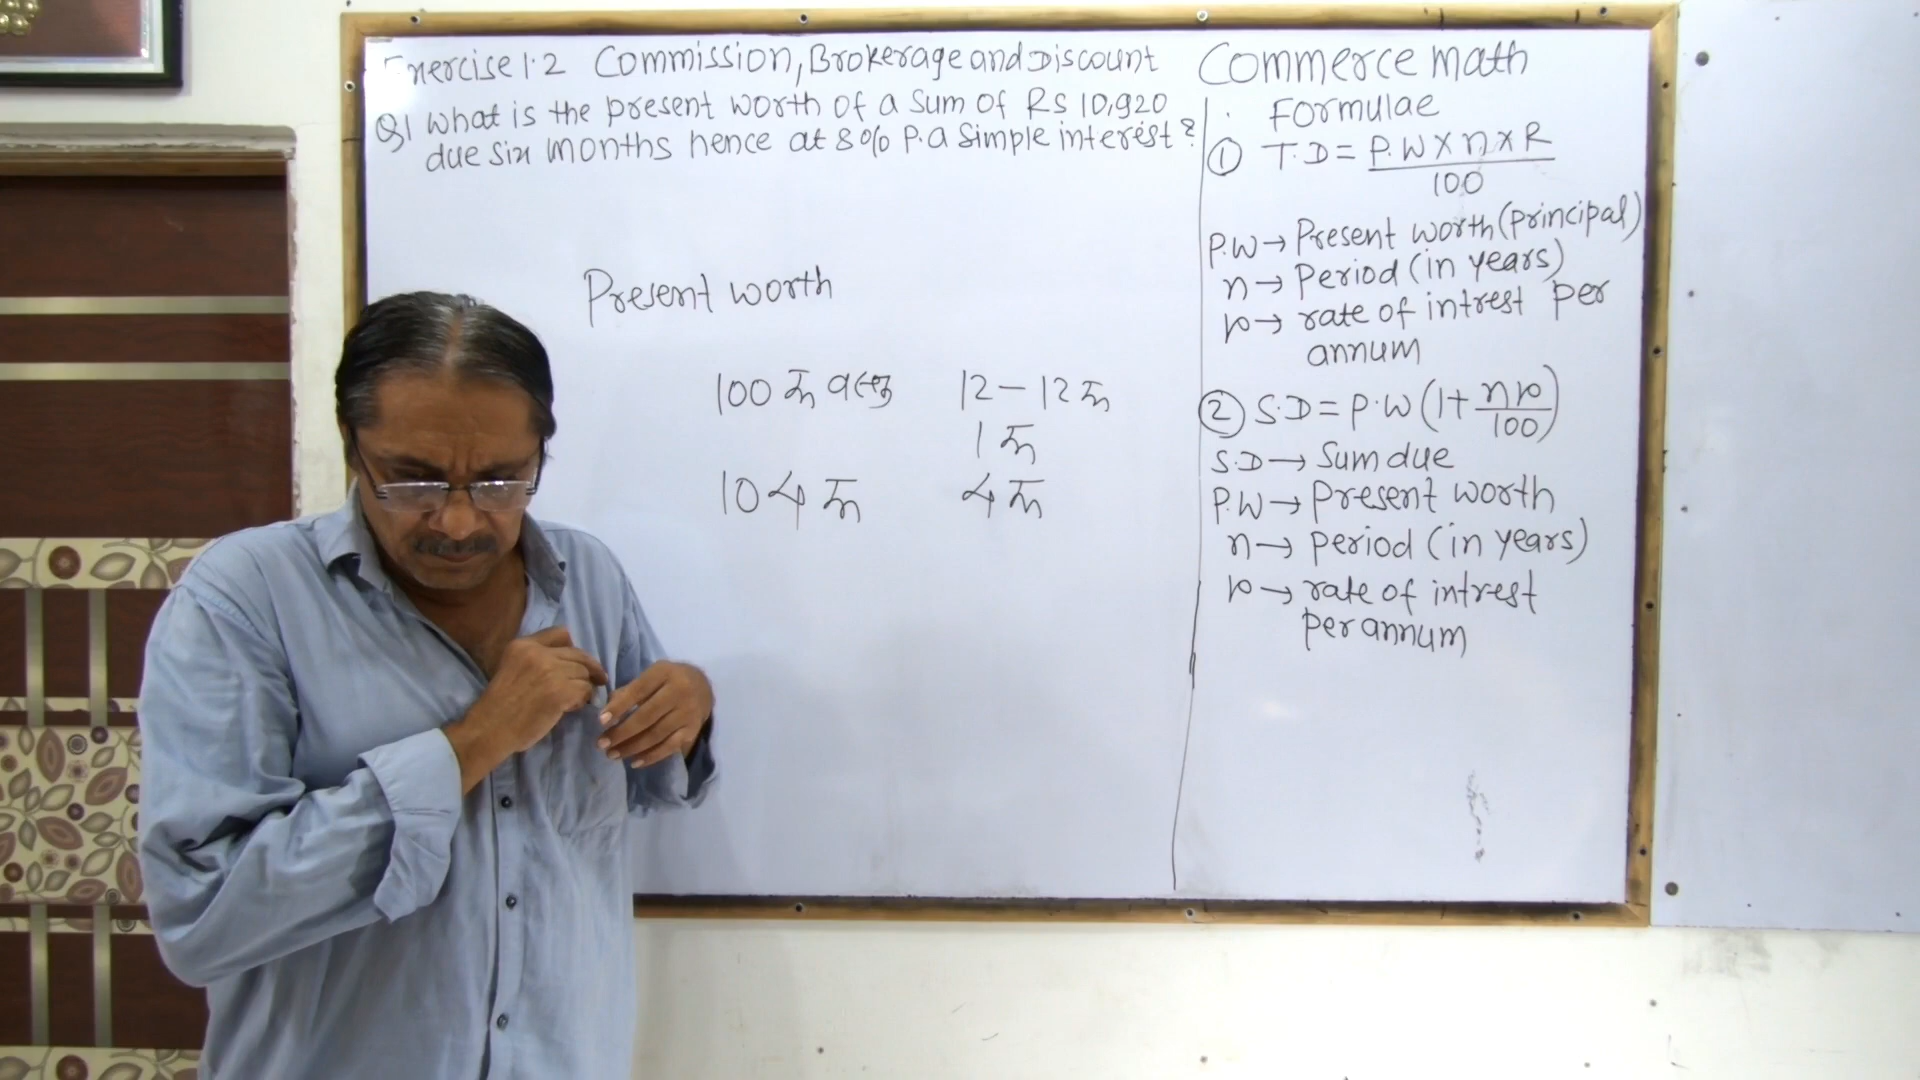 Exercise 1.2 Commission, Brokerage and Discount
Q1 What is the present worth of a sum of Rs 10,920
due six months hence at 8% P.a simple interest?
Present worth
100 रु 12 – 12 रु
1 रु
104 रु 4 रु
Commerce math
Formulae
① T.D = P.W X n X R
100
P.W → Present worth (principal)
n → Period (in years)
r → rate of intrest per
annum
② S.D = P.W (1 + nr/100)
S.D → Sum due
P.W → Present worth
n → Period (in years)
r → rate of intrest
per annum